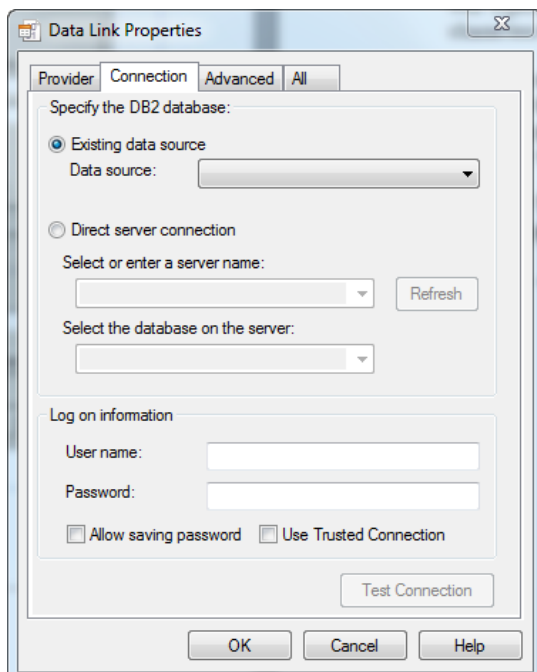 Data Link Properties
Provider Connection Advanced All
Specify the DB2 database:
Existing data source
Data source:
Direct server connection
Select or enter a server name:
Refresh
Select the database on the server:
Log on information
User name:
Password:
Allow saving password Use Trusted Connection
Test Connection
OK Cancel Help